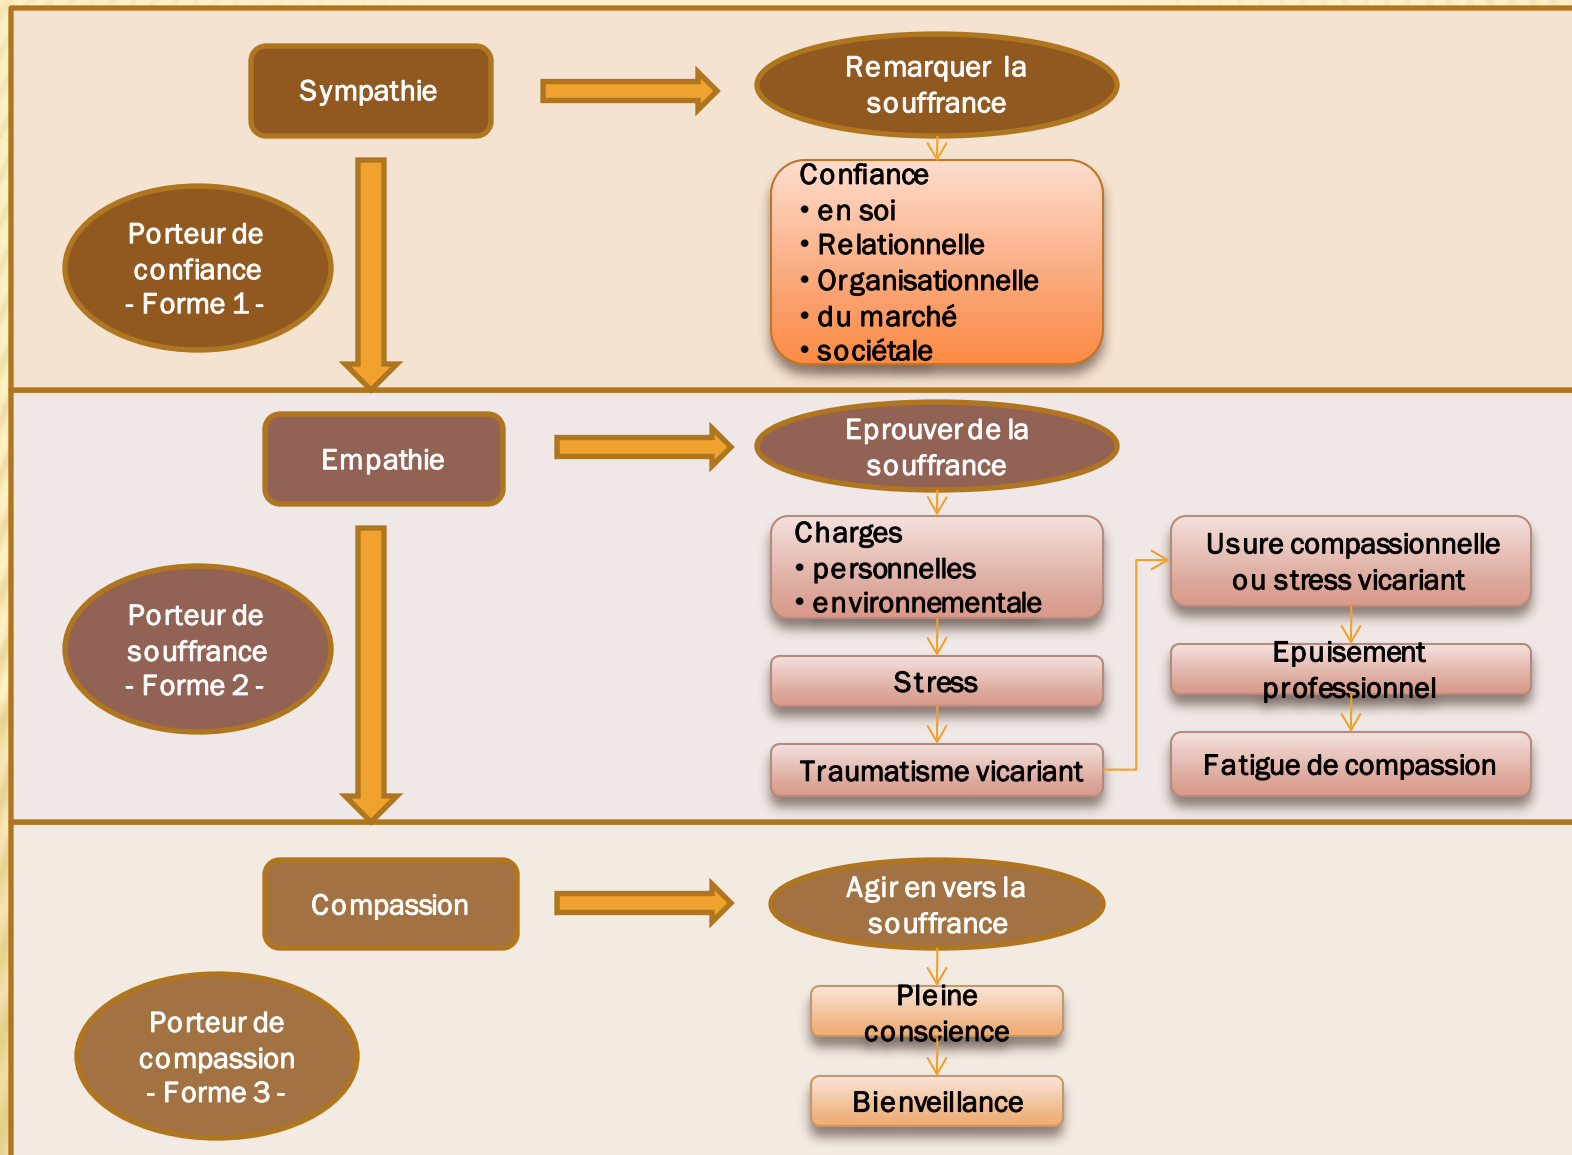 Sympathie
Remarquer la
souffrance
Porteur de
confiance
- Forme 1 -
Confiance
• en soi
• Relationnelle
• Organisationnelle
• du marché
• sociétale
Empathie
Eprouver de la
souffrance
Porteur de
souffrance
- Forme 2 -
Charges
• personnelles
• environnementale
Stress
Traumatisme vicariant
Usure compassionnelle
ou stress vicariant
Epuisement
professionnel
Fatigue de compassion
Compassion
Agir en vers la
souffrance
Porteur de
compassion
- Forme 3 -
Pleine
conscience
Bienveillance